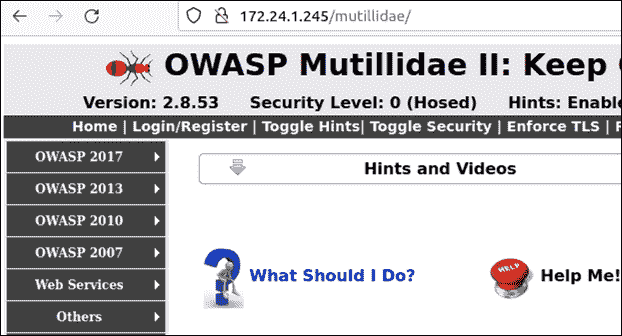 172.24.1.245/mutillidae/
OWASP Mutillidae II: Keep
Version: 2.8.53 Security Level: 0 (Hosed) Hints: Enable
Home | Login/Register | Toggle Hints| Toggle Security | Enforce TLS |
OWASP 2017
Hints and Videos
OWASP 2013
OWASP 2010
OWASP 2007
What Should I Do?
HELP
Help Me!
Web Services
Others